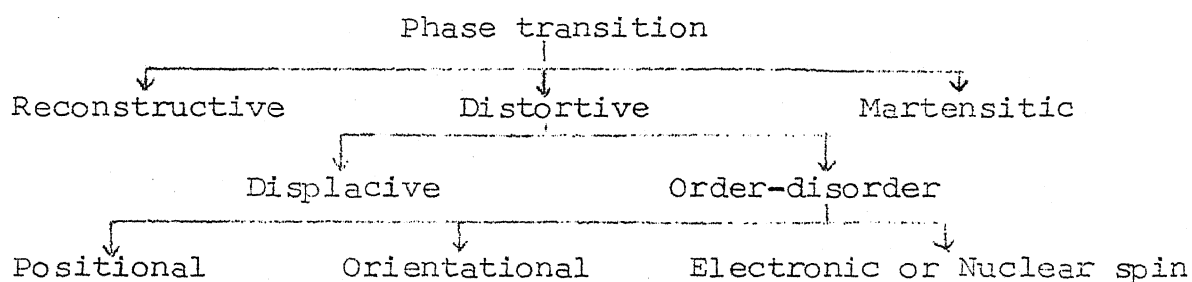 Phase transition
Reconstructive Distortive Martensitic
Displacive Order-disorder
Positional Orientational Electronic or Nuclear spin